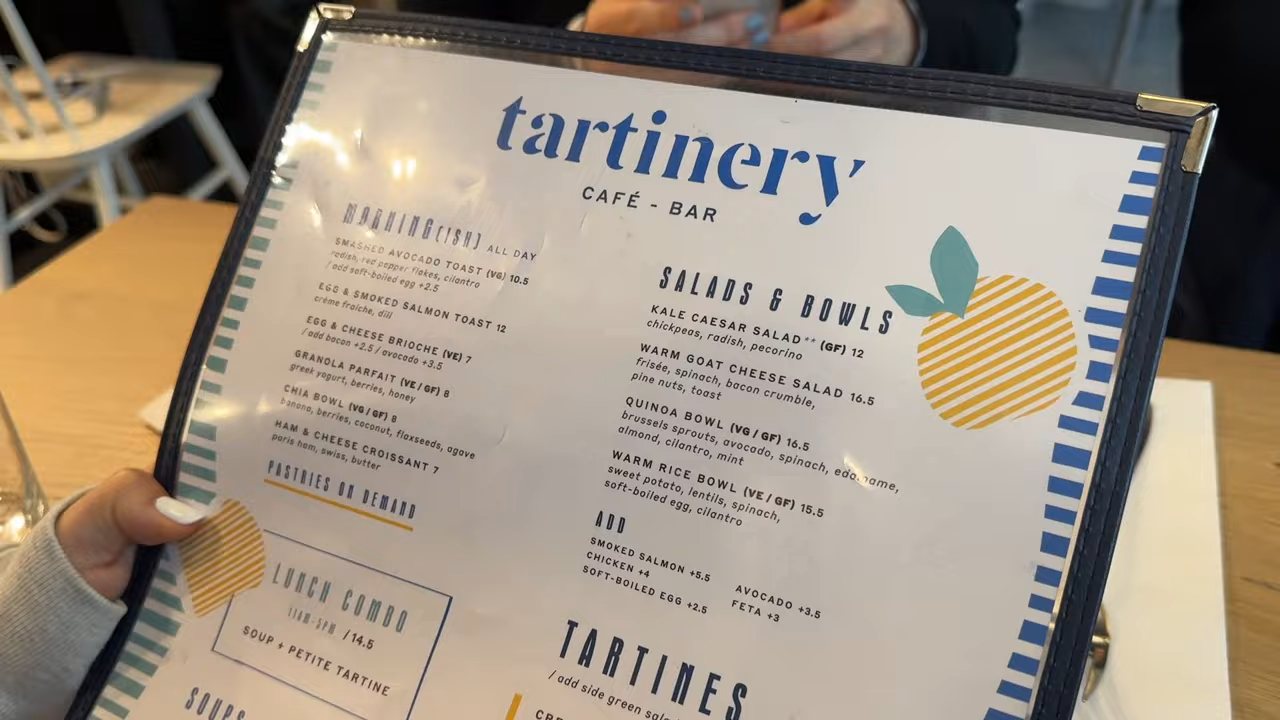 tartinery
CAFÉ - BAR
MORNING(ISH) ALL DAY
SMASHED AVOCADO TOAST (VG) 10.5
radish, red pepper flakes, cilantro
/ add soft-boiled egg +2.5
EGG & SMOKED SALMON TOAST 12
crème fraiche, dill
EGG & CHEESE BRIOCHE (VE) 7
/ add bacon +2.5 / avocado +3.5
GRANOLA PARFAIT (VE / GF) 8
greek yogurt, berries, honey
CHIA BOWL (VG / GF) 8
banana, berries, coconut, flaxseeds, agave
HAM & CHEESE CROISSANT 7
paris ham, swiss, butter
PASTRIES ON DEMAND
LUNCH COMBO
11AM-5PM / 14.5
SOUP + PETITE TARTINE
SOUPS
SALADS & BOWLS
KALE CAESAR SALAD** (GF) 12
chickpeas, radish, pecorino
WARM GOAT CHEESE SALAD 16.5
frisée, spinach, bacon crumble,
pine nuts, toast
QUINOA BOWL (VG / GF) 16.5
brussels sprouts, avocado, spinach, edamame,
almond, cilantro, mint
WARM RICE BOWL (VE / GF) 15.5
sweet potato, lentils, spinach,
soft-boiled egg, cilantro
ADD
SMOKED SALMON +5.5
CHICKEN +4
SOFT-BOILED EGG +2.5
AVOCADO +3.5
FETA +3
TARTINES
/ add side green